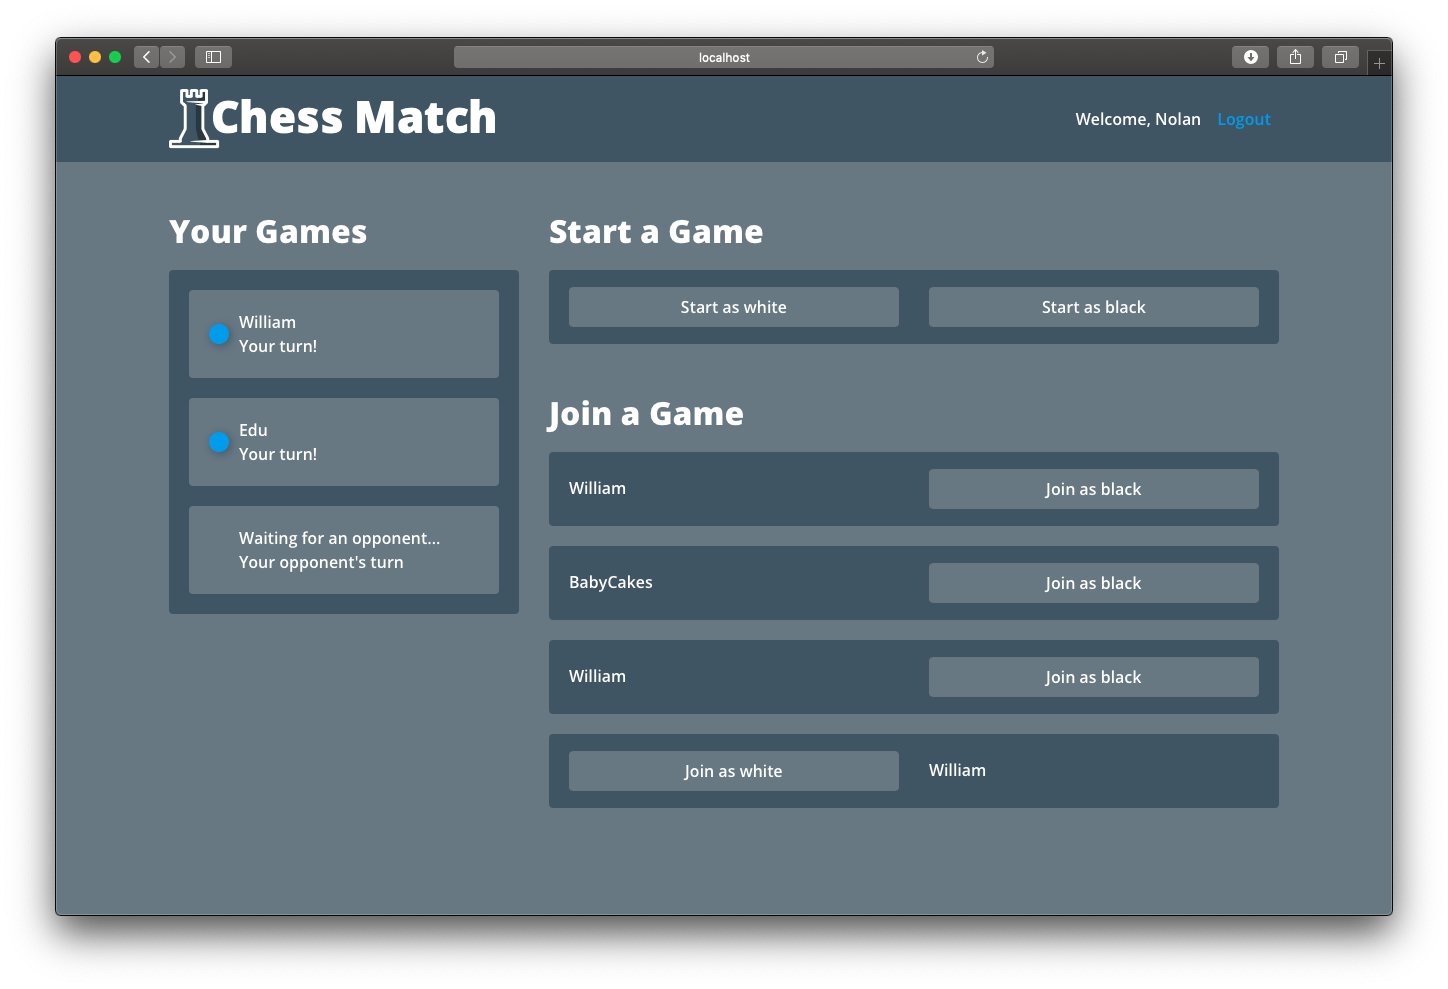 localhost
Chess Match
Welcome, Nolan Logout
Your Games
William
Your turn!
Edu
Your turn!
Waiting for an opponent...
Your opponent's turn
Start a Game
Start as white
Start as black
Join a Game
William
Join as black
BabyCakes
Join as black
William
Join as black
Join as white
William